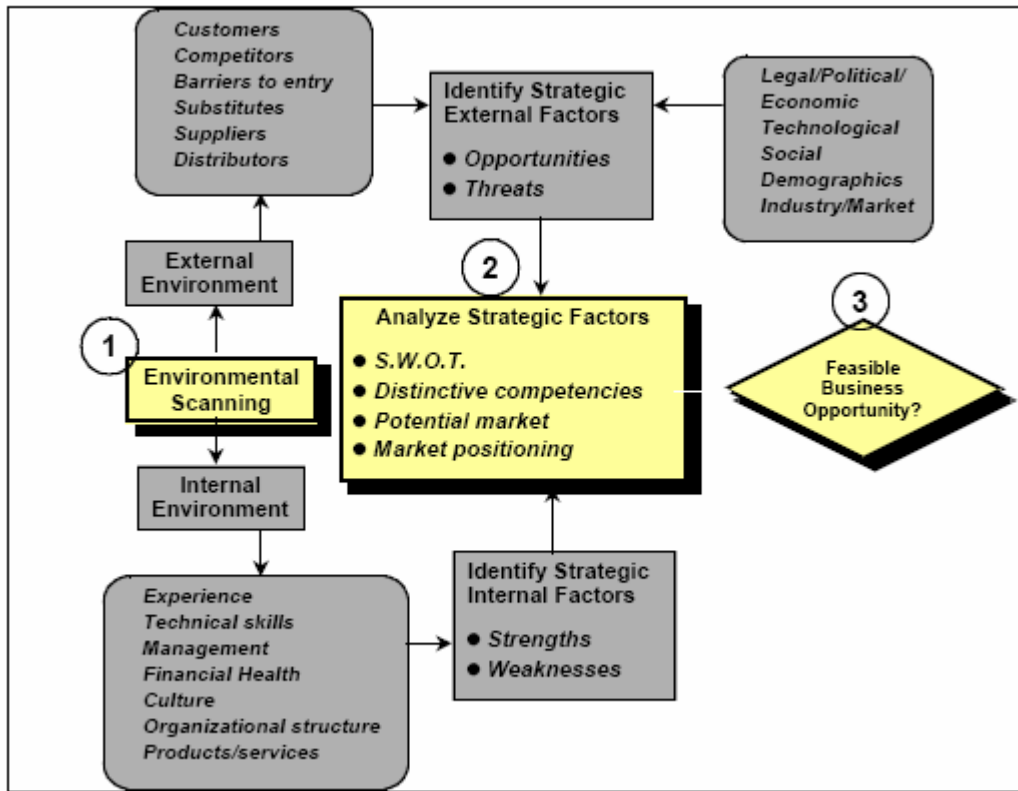 Customers
Competitors
Barriers to entry
Substitutes
Suppliers
Distributors
Identify Strategic
External Factors
● Opportunities
● Threats
Legal/Political/
Economic
Technological
Social
Demographics
Industry/Market
External
Environment
1
Environmental
Scanning
Internal
Environment
2
Analyze Strategic Factors
● S.W.O.T.
● Distinctive competencies
● Potential market
● Market positioning
3
Feasible
Business
Opportunity?
Experience
Technical skills
Management
Financial Health
Culture
Organizational structure
Products/services
Identify Strategic
Internal Factors
● Strengths
● Weaknesses